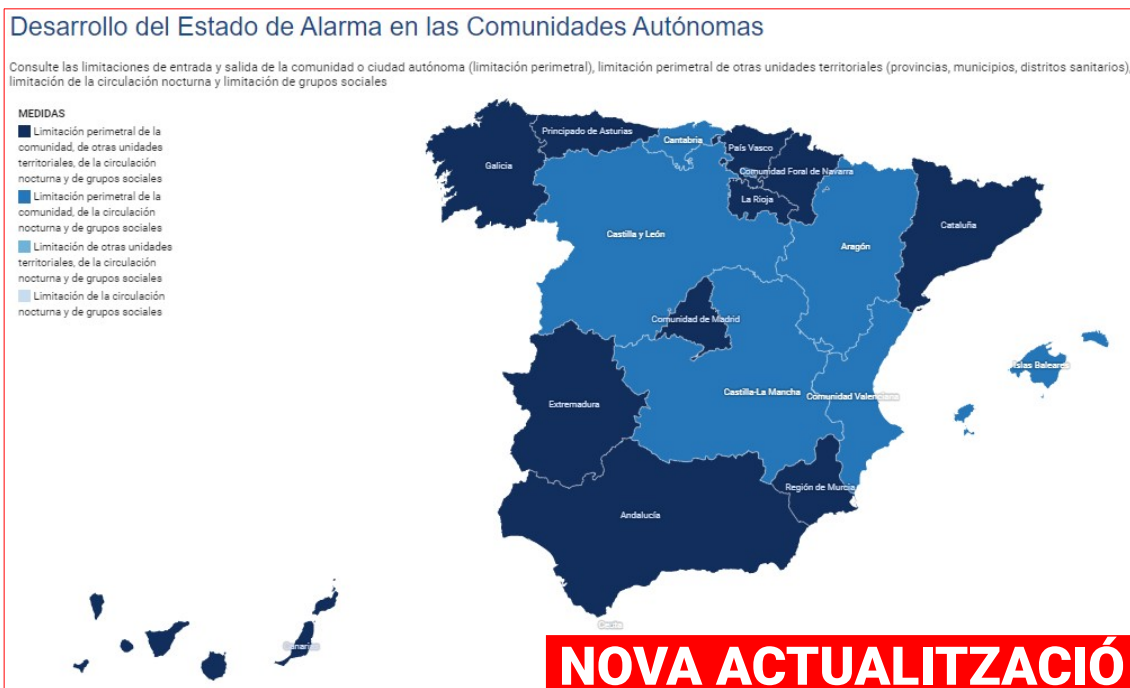 Desarrollo del Estado de Alarma en las Comunidades Autónomas
Consulte las limitaciones de entrada y salida de la comunidad o ciudad autónoma (limitación perimetral), limitación perimetral de otras unidades territoriales (provincias, municipios, distritos sanitarios),
limitación de la circulación nocturna y limitación de grupos sociales
MEDIDAS
Limitación perimetral de la
comunidad, de otras unidades
territoriales, de la circulación
nocturna y de grupos sociales
Limitación perimetral de la
comunidad, de la circulación
nocturna y de grupos sociales
Limitación de otras unidades
territoriales, de la circulación
nocturna y de grupos sociales
Limitación de la circulación
nocturna y de grupos sociales
Principado de Asturias
Cantabria
País Vasco
Galicia
Comunidad Foral de Navarra
La Rioja
Cataluña
Castilla y León
Aragón
Comunidad de Madrid
Islas Baleares
Castilla-La Mancha
Comunidad Valenciana
Extremadura
Región de Murcia
Andalucía
Ceuta
Canarias
NOVA ACTUALITZACIÓ